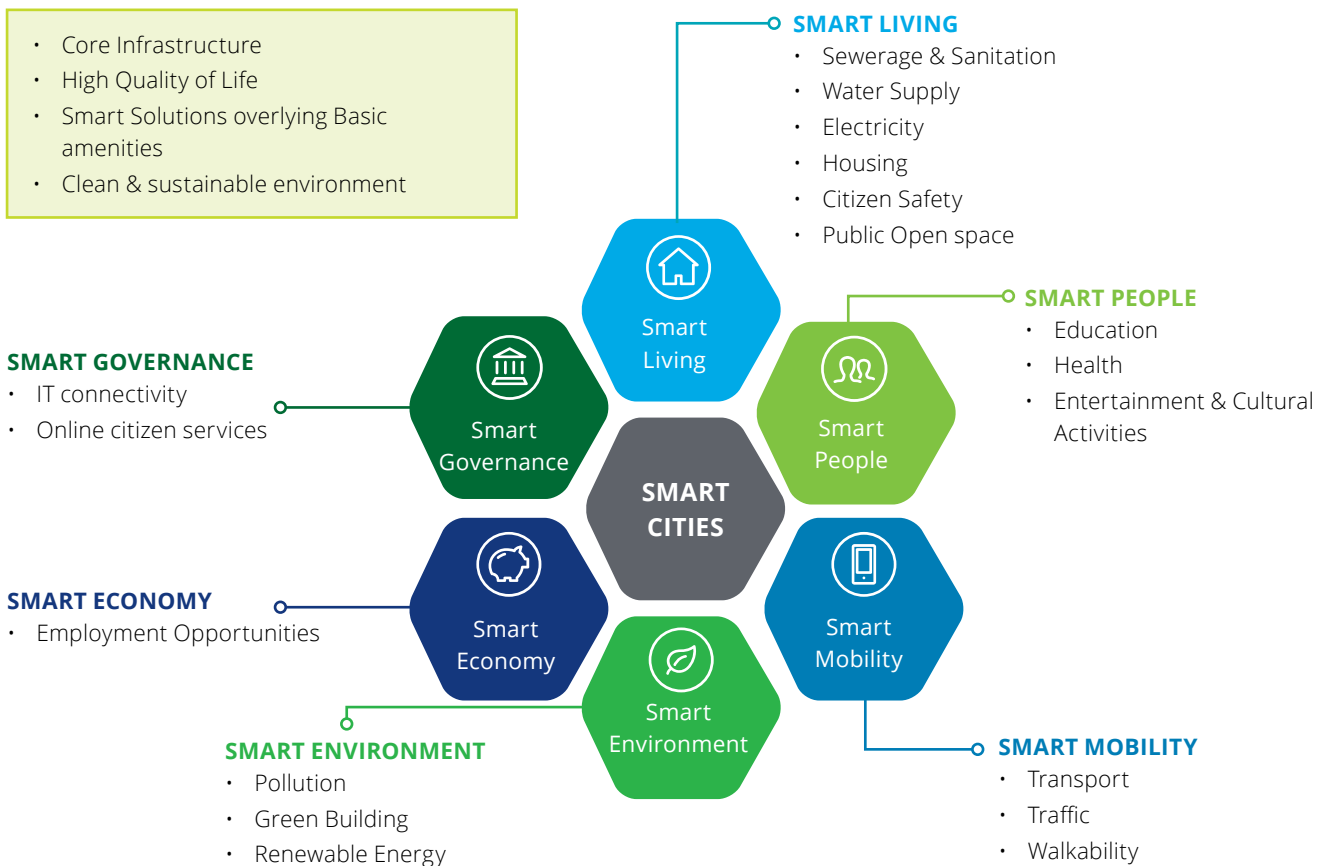 • Core Infrastructure
• High Quality of Life
• Smart Solutions overlying Basic
amenities
• Clean & sustainable environment
SMART LIVING
• Sewerage & Sanitation
• Water Supply
• Electricity
• Housing
• Citizen Safety
• Public Open space
SMART PEOPLE
• Education
• Health
• Entertainment & Cultural
Activities
SMART GOVERNANCE
• IT connectivity
• Online citizen services
Smart
Living
Smart
Governance
Smart
People
SMART
CITIES
SMART ECONOMY
• Employment Opportunities
Smart
Economy
Smart
Mobility
Smart
Environment
SMART ENVIRONMENT
• Pollution
• Green Building
• Renewable Energy
SMART MOBILITY
• Transport
• Traffic
• Walkability